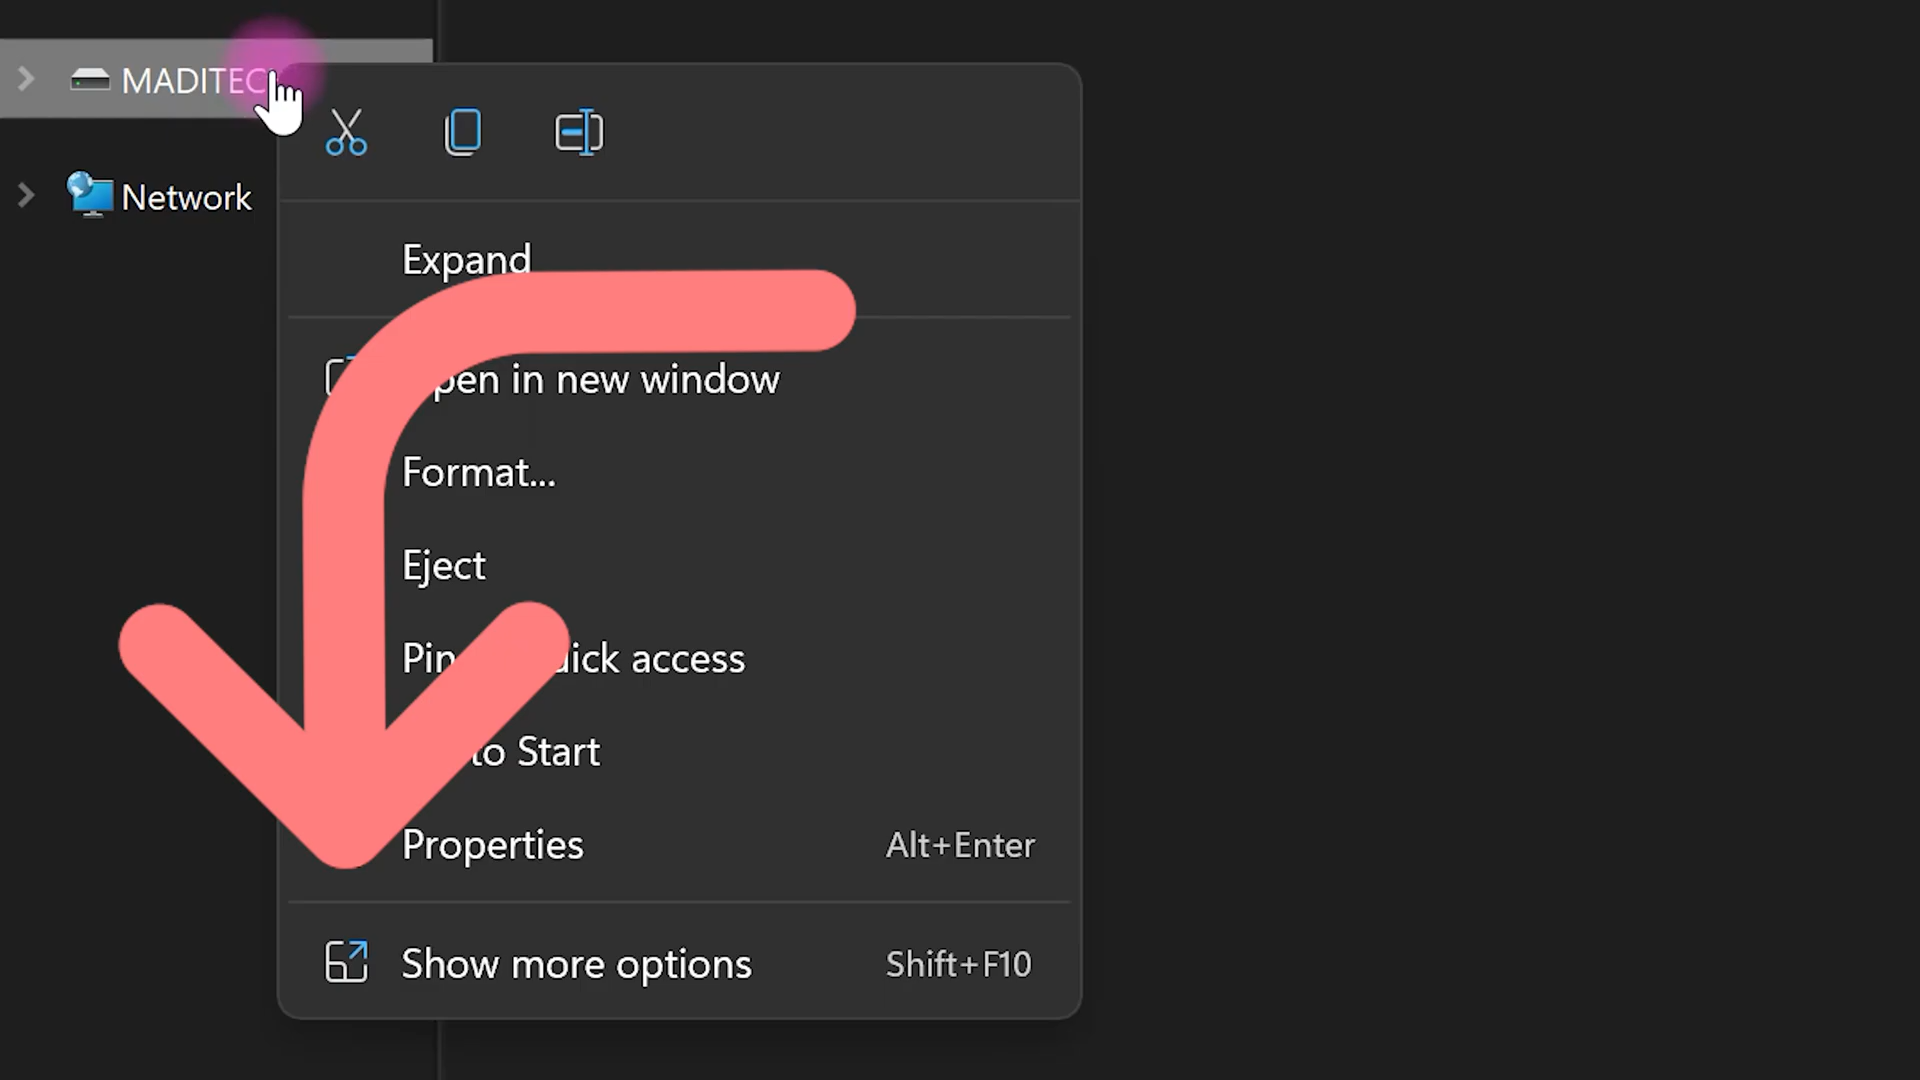 MADITEC
Network
Expand
pen in new window
Format...
Eject
Pin ick access
to Start
Properties Alt+Enter
Show more options Shift+F10